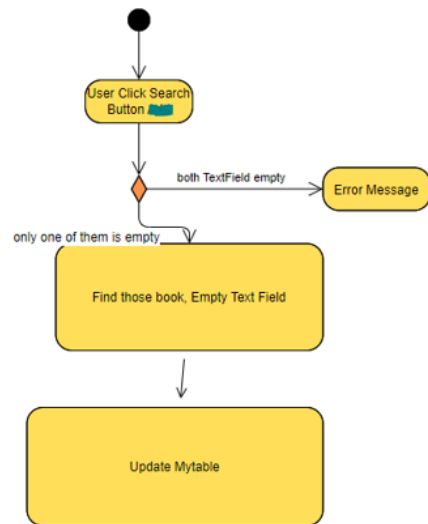 User Click Search
Button
both TextField empty
Error Message
only one of them is empty
Find those book, Empty Text Field
Update Mytable